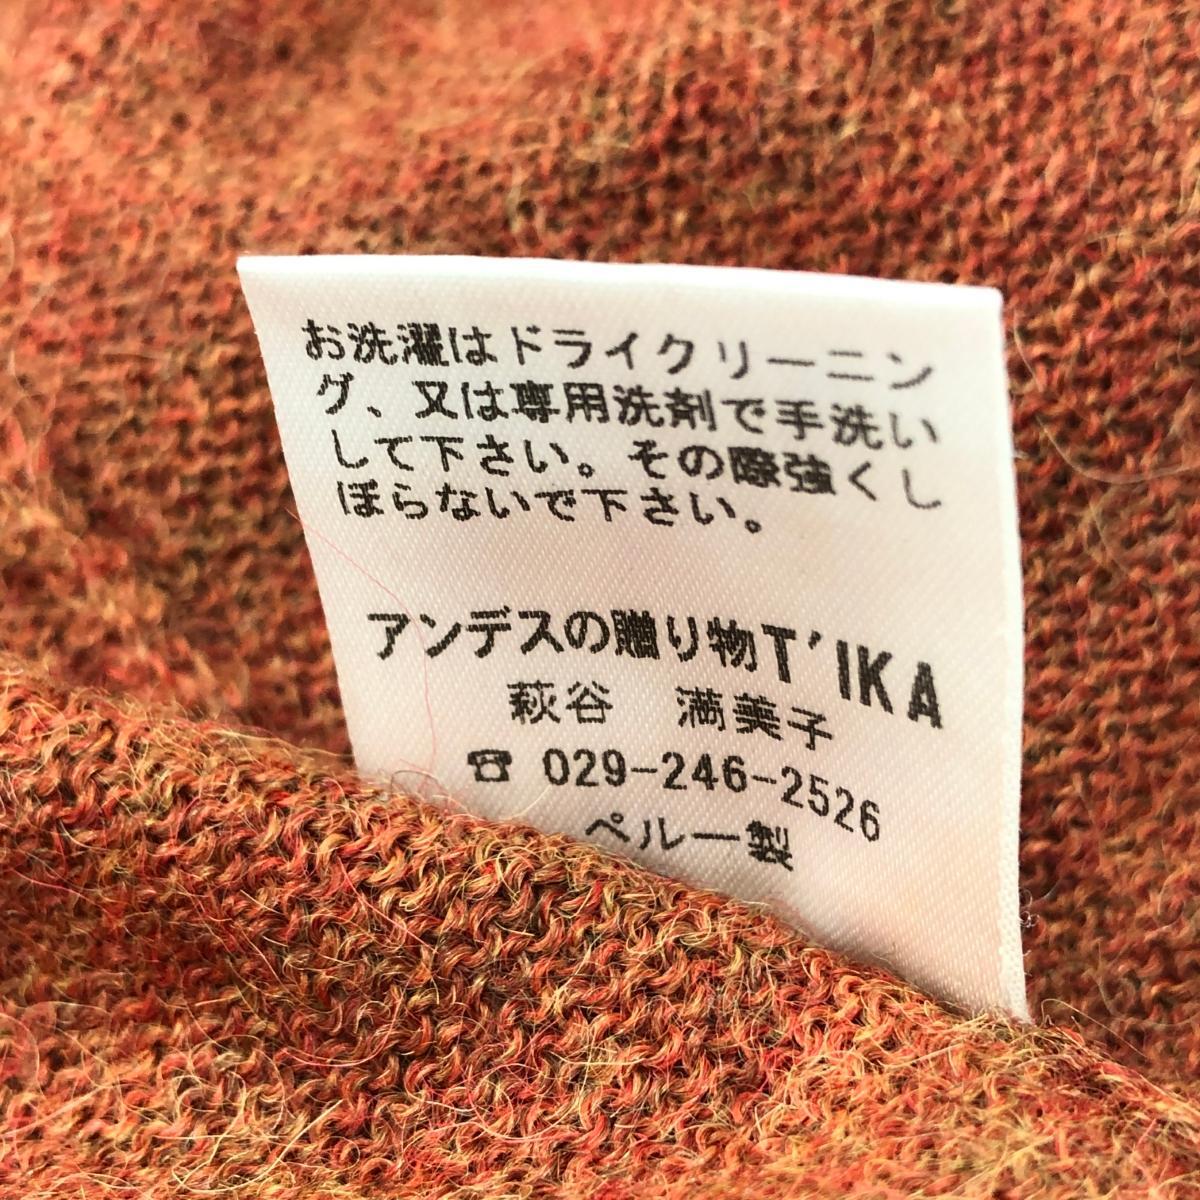 お洗濯はドライクリーニン
グ、又は専用洗剤で手洗い
して下さい。その際強くし
ぼらないで下さい。
アンデスの贈り物T'IKA
萩谷 満美子
☎ 029-246-2526
ペルー製